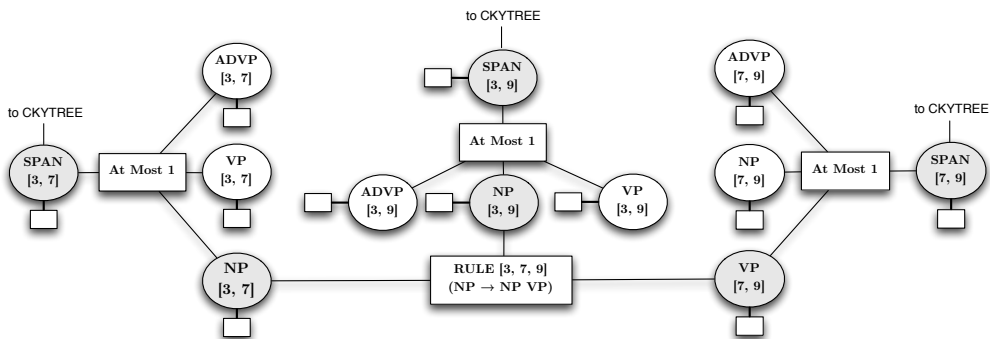 to CKYTREE
SPAN
[3, 7]
At Most 1
ADVP
[3, 7]
VP
[3, 7]
NP
[3, 7]
to CKYTREE
SPAN
[3, 9]
At Most 1
ADVP
[3, 9]
NP
[3, 9]
VP
[3, 9]
RULE [3, 7, 9]
(NP → NP VP)
ADVP
[7, 9]
NP
[7, 9]
VP
[7, 9]
At Most 1
to CKYTREE
SPAN
[7, 9]